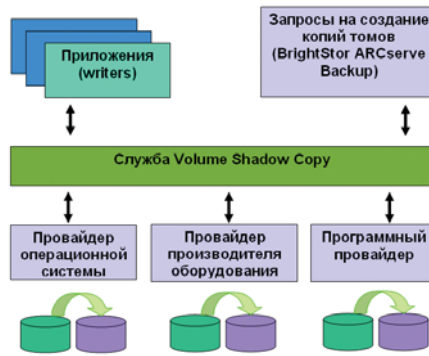 Приложения
(writers)
Запросы на создание
копий томов
(BrightStor ARCserve
Backup)
Служба Volume Shadow Copy
Провайдер
операционной
системы
Провайдер
производителя
оборудования
Программный
провайдер